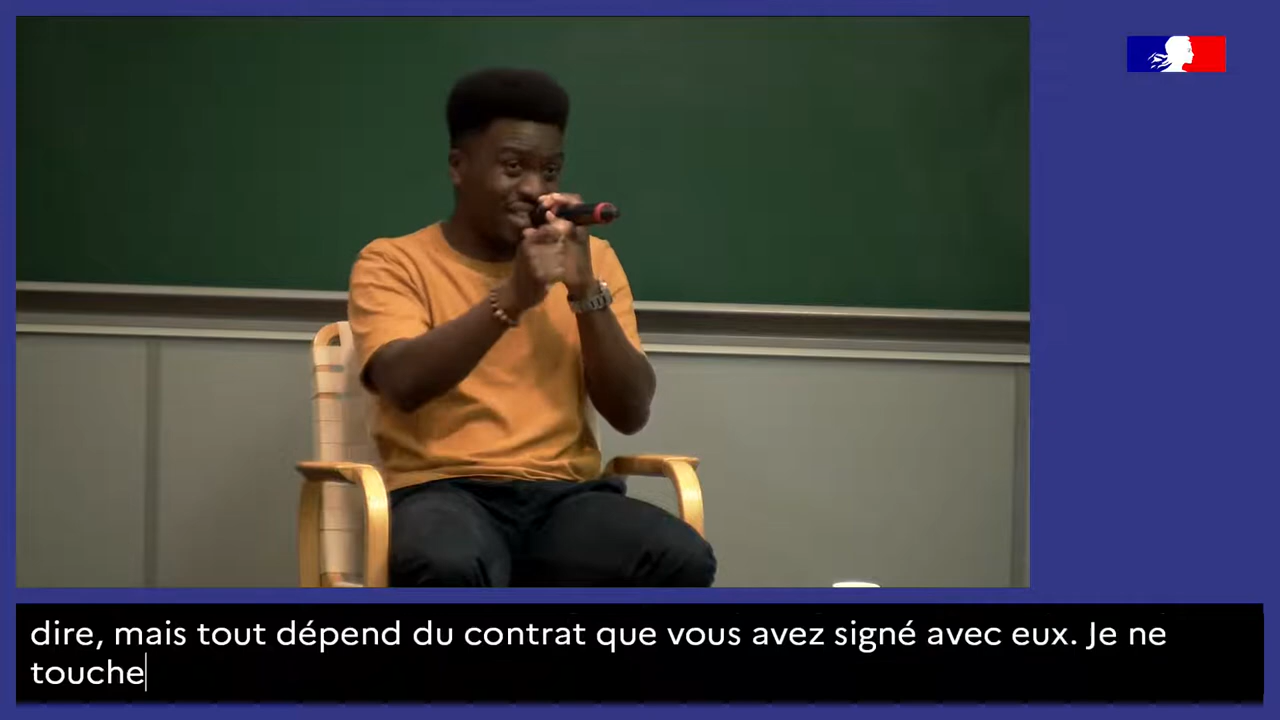 dire, mais tout dépend du contrat que vous avez signé avec eux. Je ne
touche